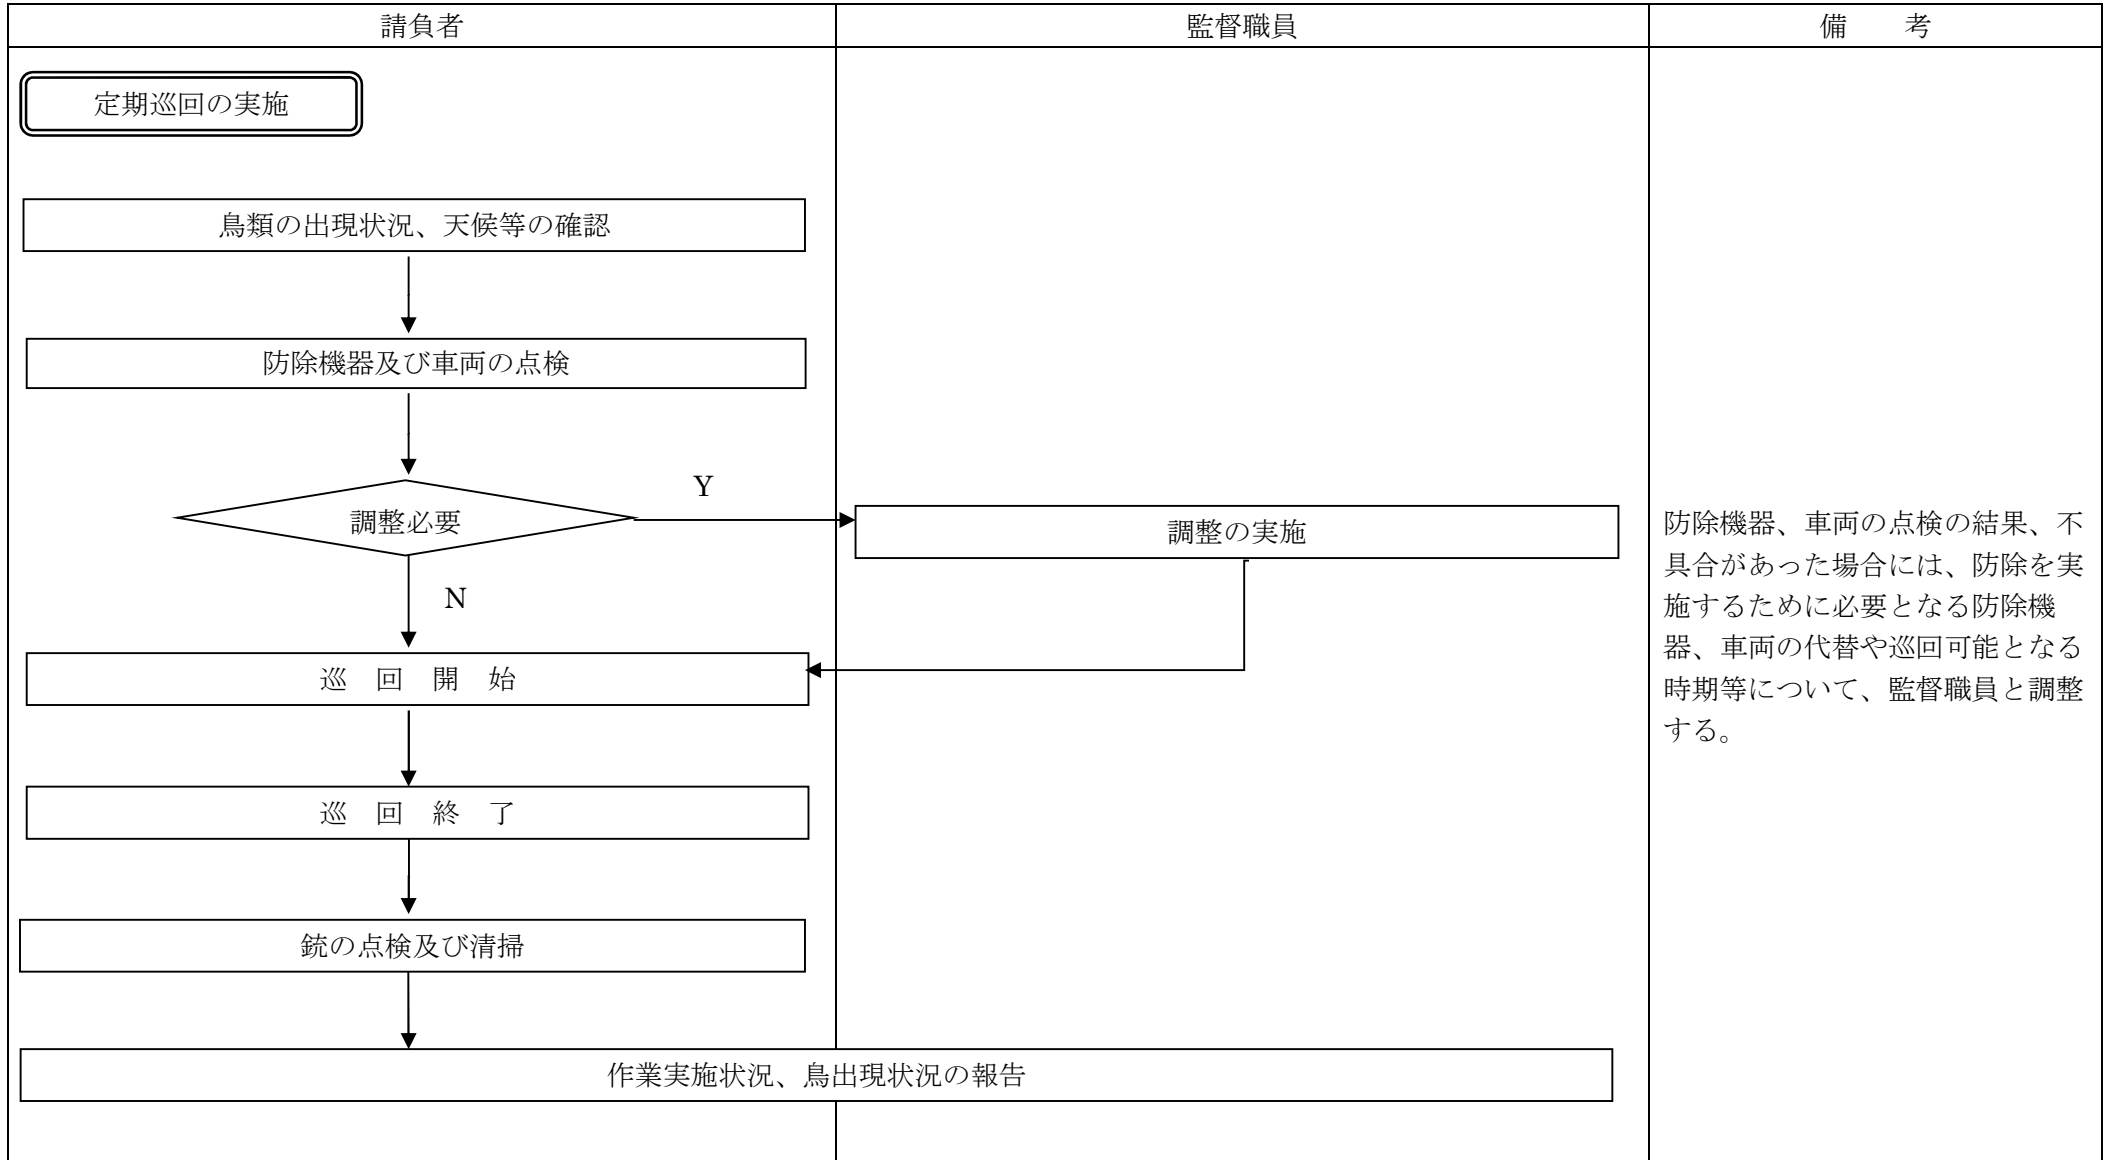 請負者
監督職員
備　　考
定期巡回の実施
鳥類の出現状況、天候等の確認
防除機器及び車両の点検
調整必要
Y
調整の実施
N
巡　回　開　始
巡　回　終　了
銃の点検及び清掃
作業実施状況、鳥出現状況の報告
防除機器、車両の点検の結果、不
具合があった場合には、防除を実
施するために必要となる防除機
器、車両の代替や巡回可能となる
時期等について、監督職員と調整
する。